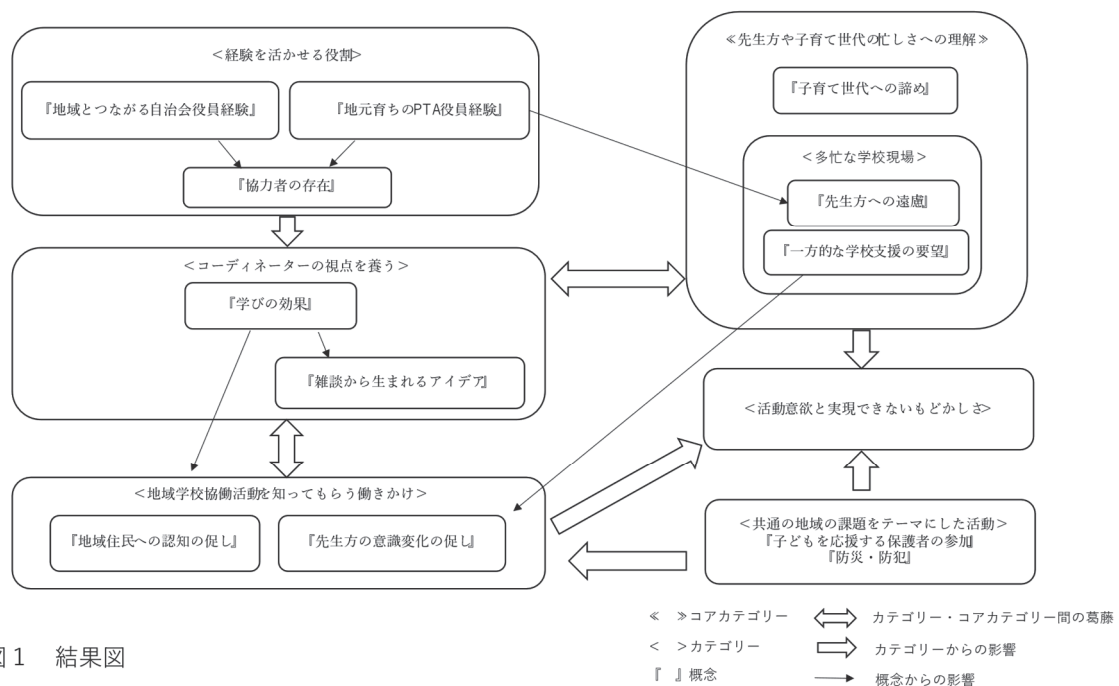 ＜経験を活かせる役割＞
『地域とつながる自治会役員経験』
『地元育ちのPTA役員経験』
『協力者の存在』
＜コーディネーターの視点を養う＞
『学びの効果』
『雑談から生まれるアイデア』
＜地域学校協働活動を知ってもらう働きかけ＞
『地域住民への認知の促し』
『先生方の意識変化の促し』
≪先生方や子育て世代の忙しさへの理解≫
『子育て世代への諦め』
＜多忙な学校現場＞
『先生方への遠慮』
『一方的な学校支援の要望』
＜活動意欲と実現できないもどかしさ＞
＜共通の地域の課題をテーマにした活動＞
『子どもを応援する保護者の参加』
『防災・防犯』
≪ ≫コアカテゴリー
＜ ＞カテゴリー
『 』概念
カテゴリー・コアカテゴリー間の葛藤
カテゴリーからの影響
概念からの影響
図1 結果図